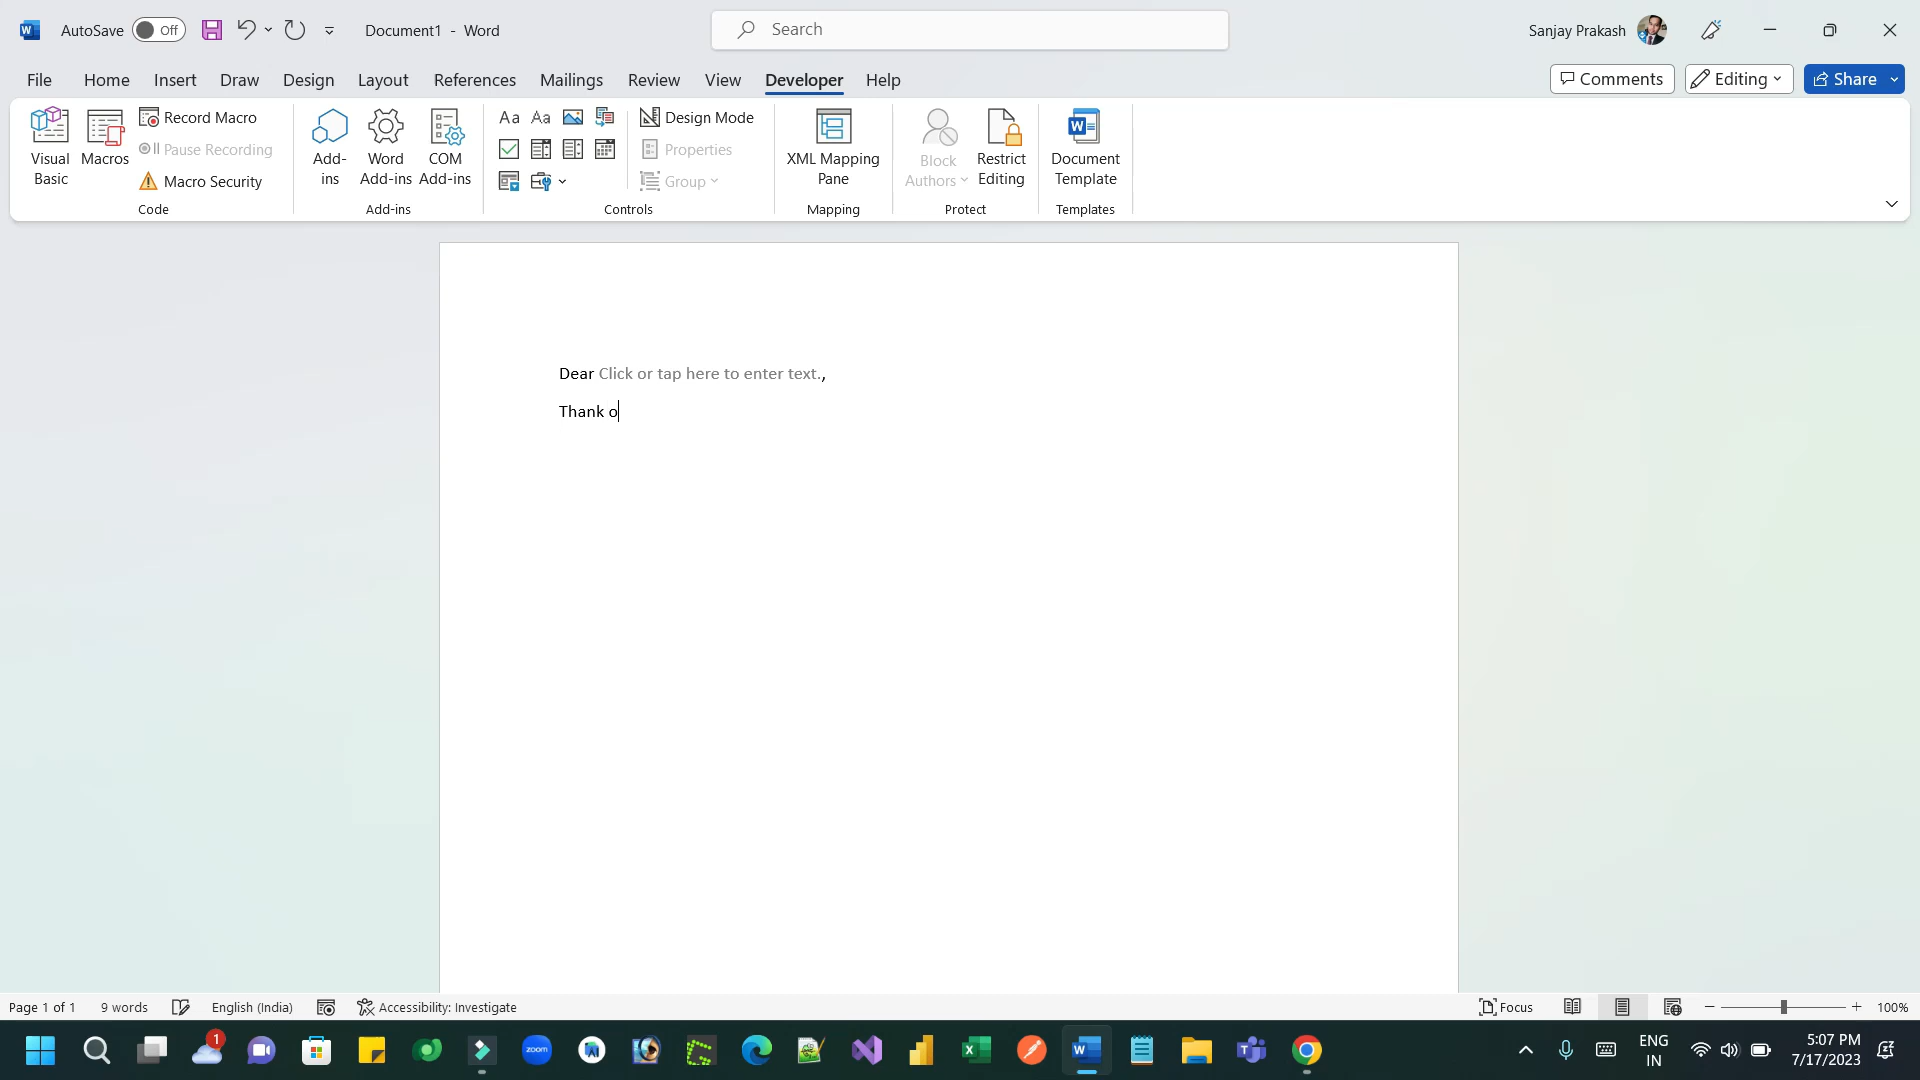 AutoSave Off Document1 - Word Search Sanjay Prakash
File Home Insert Draw Design Layout References Mailings Review View Developer Help Comments Editing Share
Visual Basic
Macros
Record Macro
Pause Recording
Macro Security
Code
Add-ins
Word Add-ins
COM Add-ins
Add-ins
Aa Aa
Design Mode
Properties
Group
Controls
XML Mapping Pane
Mapping
Block Authors
Restrict Editing
Protect
Document Template
Templates
Dear Click or tap here to enter text.,
Thank o
Page 1 of 1 9 words English (India) Accessibility: Investigate Focus 100%
1
zoom
ENG
IN
5:07 PM
7/17/2023